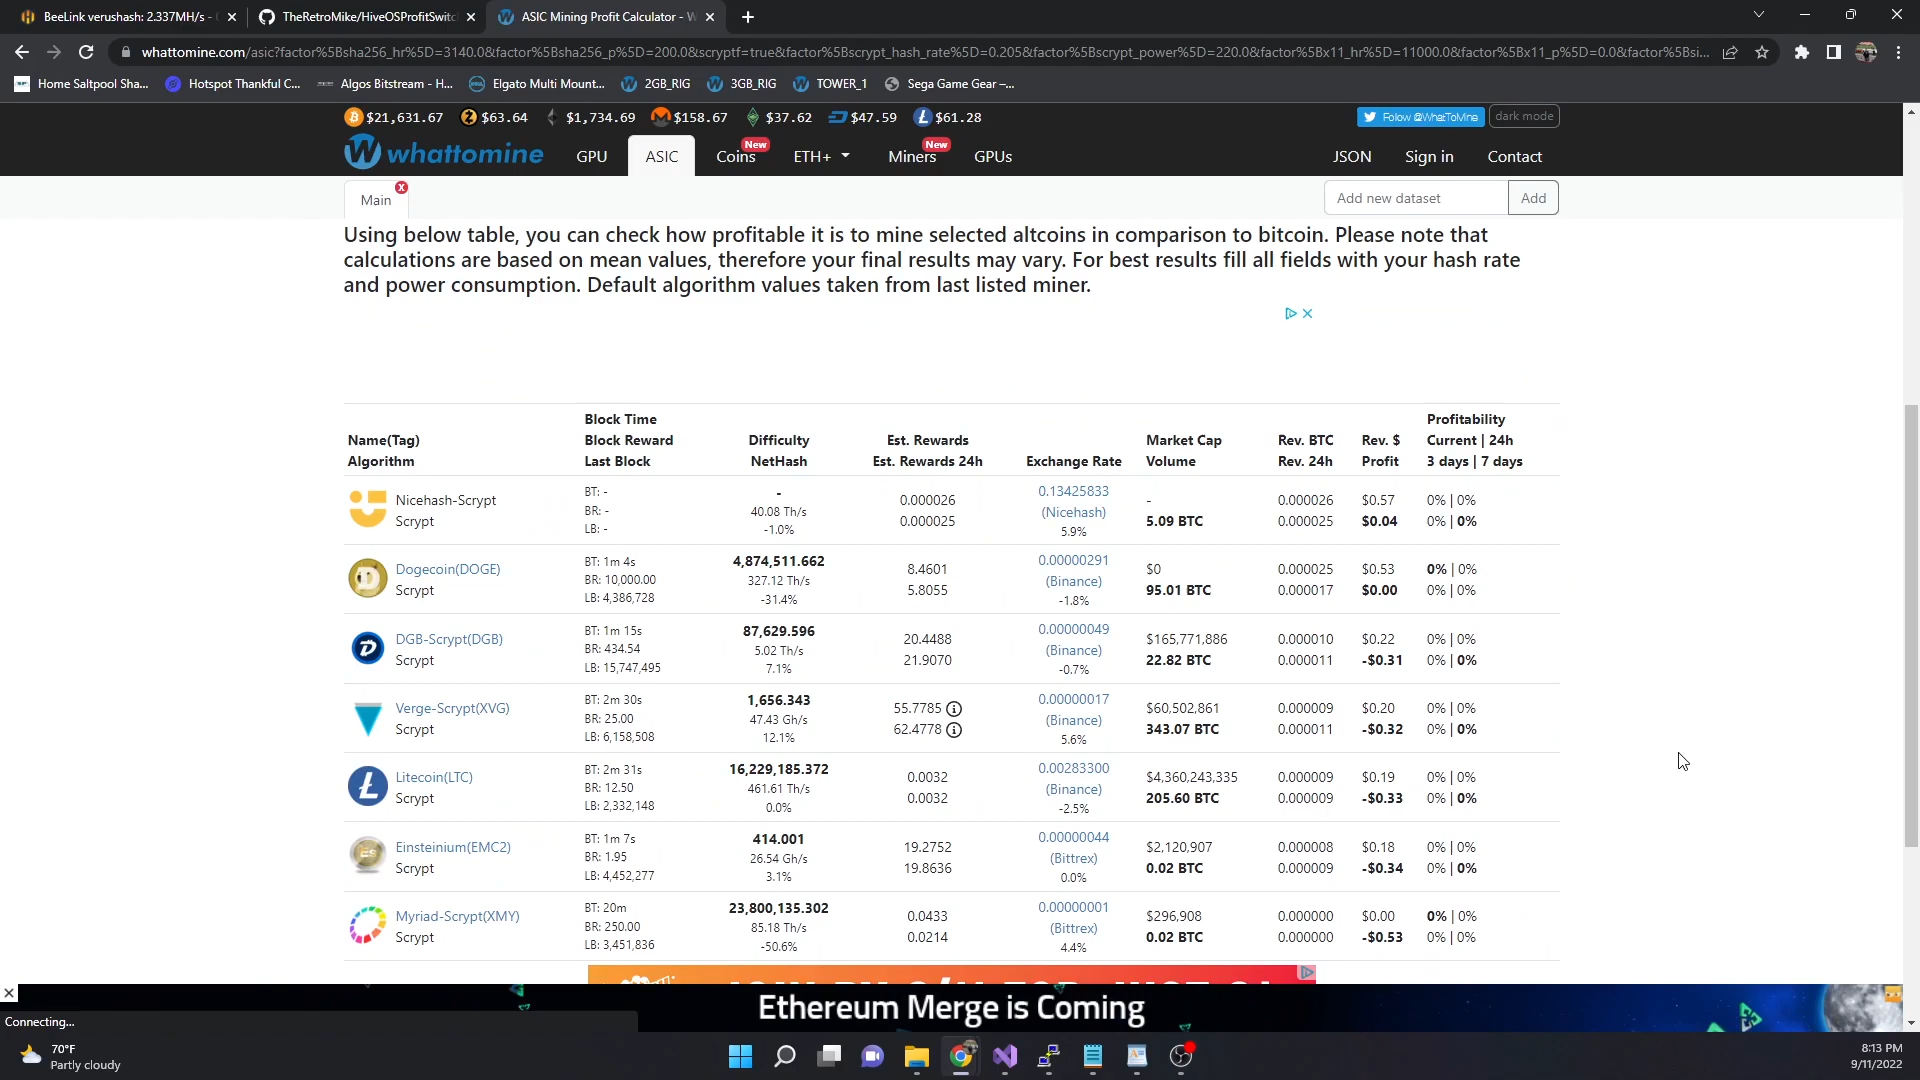 BeeLink verushash: 2.337MH/s -
TheRetroMike/HiveOSProfitSwitc
ASIC Mining Profit Calculator - W
whattomine.com/asic?factor%5Bsha256_hr%5D=3140.0&factor%5Bsha256_p%5D=200.0&scryptf=true&factor%5Bscrypt_hash_rate%5D=0.205&factor%5Bscrypt_power%5D=220.0&factor%5Bx11_hr%5D=11000.0&factor%5Bx11_p%5D=0.0&factor%5Bsi...
Home Saltpool Sha... Hotspot Thankful C... Algos Bitstream - H... Elgato Multi Mount... 2GB_RIG 3GB_RIG TOWER_1 Sega Game Gear –...
$21,631.67 $63.64 $1,734.69 $158.67 $37.62 $47.59 $61.28 Follow @WhatToMine dark mode
whattomine GPU ASIC Coins New ETH+ Miners New GPUs JSON Sign in Contact
Main x Add new dataset Add
Using below table, you can check how profitable it is to mine selected altcoins in comparison to bitcoin. Please note that
calculations are based on mean values, therefore your final results may vary. For best results fill all fields with your hash rate
and power consumption. Default algorithm values taken from last listed miner.
Block Time Profitability
Name(Tag) Block Reward Difficulty Est. Rewards Market Cap Rev. BTC Rev. $ Current | 24h
Algorithm Last Block NetHash Est. Rewards 24h Exchange Rate Volume Rev. 24h Profit 3 days | 7 days
Nicehash-Scrypt BT: - - 0.000026 0.13425833 - 0.000026 $0.57 0% | 0%
BR: - 40.08 Th/s (Nicehash)
Scrypt LB: - -1.0% 0.000025 5.9% 5.09 BTC 0.000025 $0.04 0% | 0%
Dogecoin(DOGE) BT: 1m 4s 4,874,511.662 8.4601 0.00000291 $0 0.000025 $0.53 0% | 0%
BR: 10,000.00 327.12 Th/s (Binance)
Scrypt LB: 4,386,728 -31.4% 5.8055 -1.8% 95.01 BTC 0.000017 $0.00 0% | 0%
DGB-Scrypt(DGB) BT: 1m 15s 87,629.596 20.4488 0.00000049 $165,771,886 0.000010 $0.22 0% | 0%
BR: 434.54 5.02 Th/s (Binance)
Scrypt LB: 15,747,495 7.1% 21.9070 -0.7% 22.82 BTC 0.000011 -$0.31 0% | 0%
Verge-Scrypt(XVG) BT: 2m 30s 1,656.343 55.7785 0.00000017 $60,502,861 0.000009 $0.20 0% | 0%
BR: 25.00 47.43 Gh/s (Binance)
Scrypt LB: 6,158,508 12.1% 62.4778 5.6% 343.07 BTC 0.000011 -$0.32 0% | 0%
Litecoin(LTC) BT: 2m 31s 16,229,185.372 0.0032 0.00283300 $4,360,243,335 0.000009 $0.19 0% | 0%
BR: 12.50 461.61 Th/s (Binance)
Scrypt LB: 2,332,148 0.0% 0.0032 -2.5% 205.60 BTC 0.000009 -$0.33 0% | 0%
Einsteinium(EMC2) BT: 1m 7s 414.001 19.2752 0.00000044 $2,120,907 0.000008 $0.18 0% | 0%
BR: 1.95 26.54 Gh/s (Bittrex)
Scrypt LB: 4,452,277 3.1% 19.8636 0.0% 0.02 BTC 0.000009 -$0.34 0% | 0%
Myriad-Scrypt(XMY) BT: 20m 23,800,135.302 0.0433 0.00000001 $296,908 0.000000 $0.00 0% | 0%
BR: 250.00 85.18 Th/s (Bittrex)
Scrypt LB: 3,451,836 -50.6% 0.0214 4.4% 0.02 BTC 0.000000 -$0.53 0% | 0%
Ethereum Merge is Coming
Connecting...
70°F
Partly cloudy
8:13 PM
9/11/2022